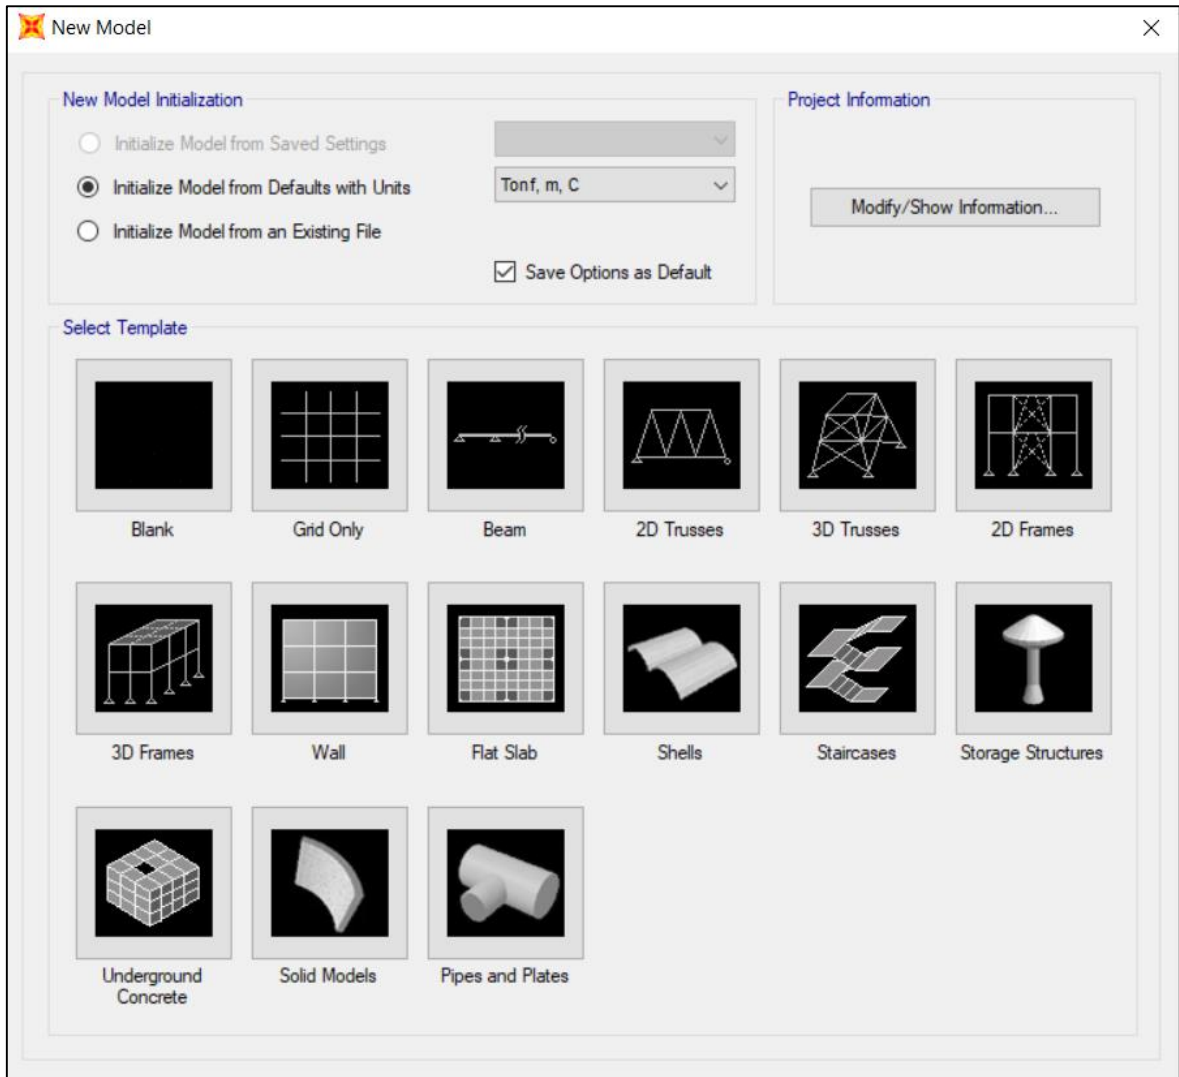 New Model
New Model Initialization
Initialize Model from Saved Settings
Initialize Model from Defaults with Units
Tonf, m, C
Initialize Model from an Existing File
Save Options as Default
Project Information
Modify/Show Information...
Select Template
Blank
Grid Only
Beam
2D Trusses
3D Trusses
2D Frames
3D Frames
Wall
Flat Slab
Shells
Staircases
Storage Structures
Underground
Concrete
Solid Models
Pipes and Plates